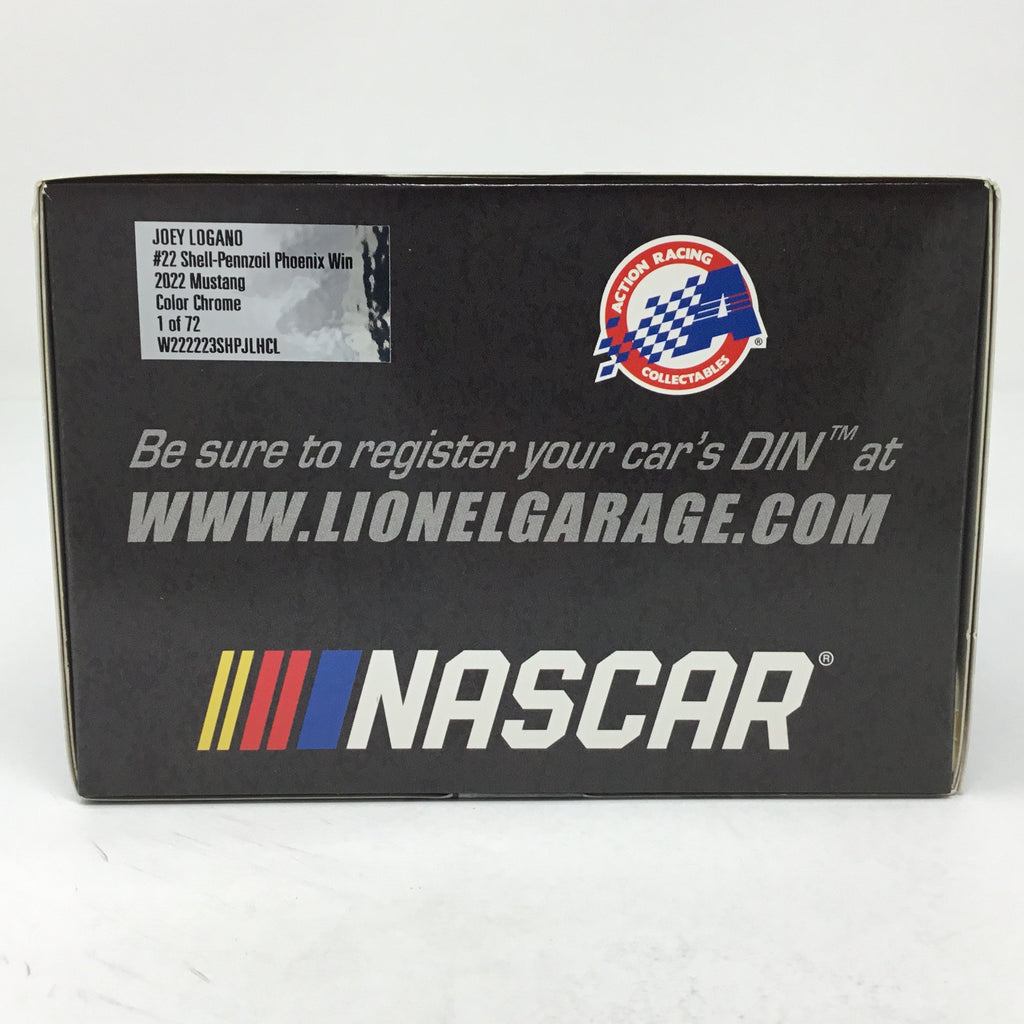 JOEY LOGANO
#22 Shell-Pennzoil Phoenix Win
2022 Mustang
Color Chrome
1 of 72
W222223SHPJLHCL
ACTION RACING
COLLECTABLES
®
Be sure to register your car's DIN™ at
WWW.LIONELGARAGE.COM
NASCAR®